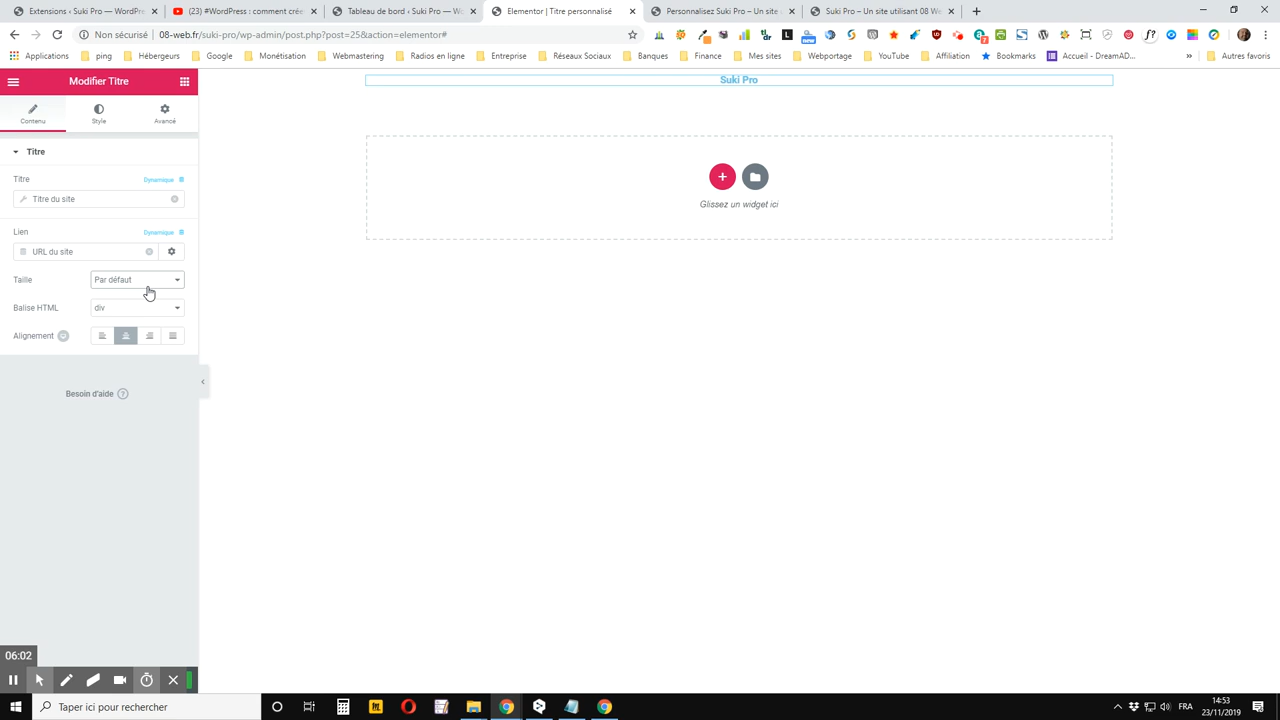 Extensions ‹ Suki Pro — WordPre
(23) #WordPress : comment crée
Tableau de bord ‹ Suki Pro — Wo
Elementor | Titre personnalisé
Personnalisez Suki Pro – Un site
Suki Pro – Un site utilisant 08 We
Non sécurisé | 08-web.fr/suki-pro/wp-admin/post.php?post=25&action=elementor#
Applications ping Hébergeurs Google Monétisation Webmastering Radios en ligne Entreprise Réseaux Sociaux Banques Finance Mes sites Webportage YouTube Affiliation Bookmarks Accueil - DreamAD... » Autres favoris
Modifier Titre
Suki Pro
Contenu Style Avancé
Titre
Titre Dynamique
Titre du site
Glissez un widget ici
Lien Dynamique
URL du site
Taille Par défaut
Balise HTML div
Alignement
Besoin d'aide ?
06:02
Taper ici pour rechercher
FRA
14:53
23/11/2019